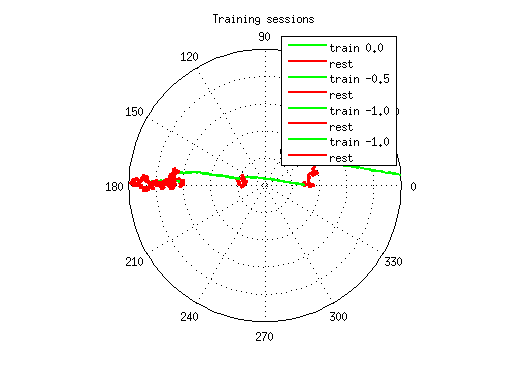 Training sessions
90
120
train 0.0
rest
train -0.5
rest
150
train -1.0
rest
train -1.0
rest
180
0
210
330
240
300
270